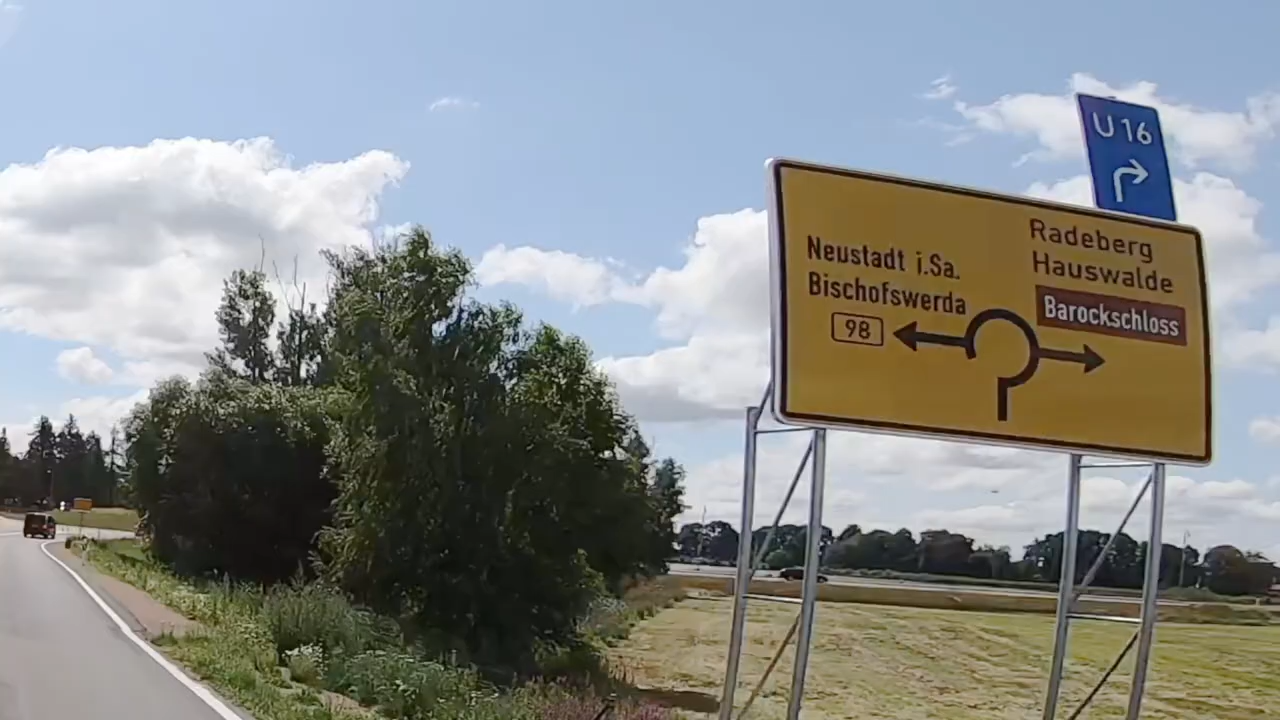 U 16
Neustadt i.Sa.
Bischofswerda
98
Radeberg
Hauswalde
Barockschloss